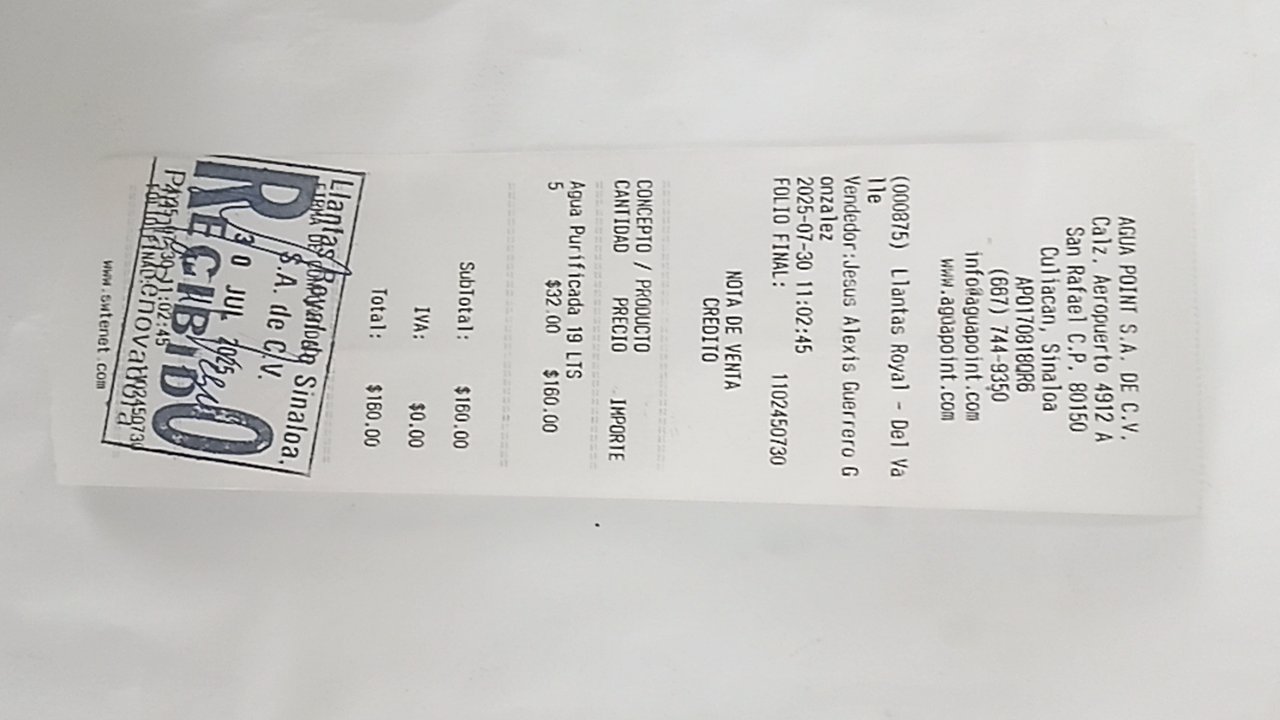 AGUA POINT S.A. DE C.V.
Calz. Aeropuerto 4912 A
San Rafael C.P. 80150
Culiacan, Sinaloa
APO170818QR6
(667) 744-9350
info@aguapoint.com
www.aguapoint.com
(000875) Llantas Royal - Del Va
lle
Vendedor:Jesus Alexis Guerrero G
onzalez
2025-07-30 11:02:45
FOLIO FINAL: 1102450730
NOTA DE VENTA
CREDITO
CONCEPTO / PRODUCTO
CANTIDAD PRECIO IMPORTE
Agua Purificada 19 LTS
5 $32.00 $160.00
SubTotal: $160.00
IVA: $0.00
Total: $160.00
Llantas Sinaloa,
S.A. de C.V.
30 JUL 2025
RECIBIDO
www.swtenet.com